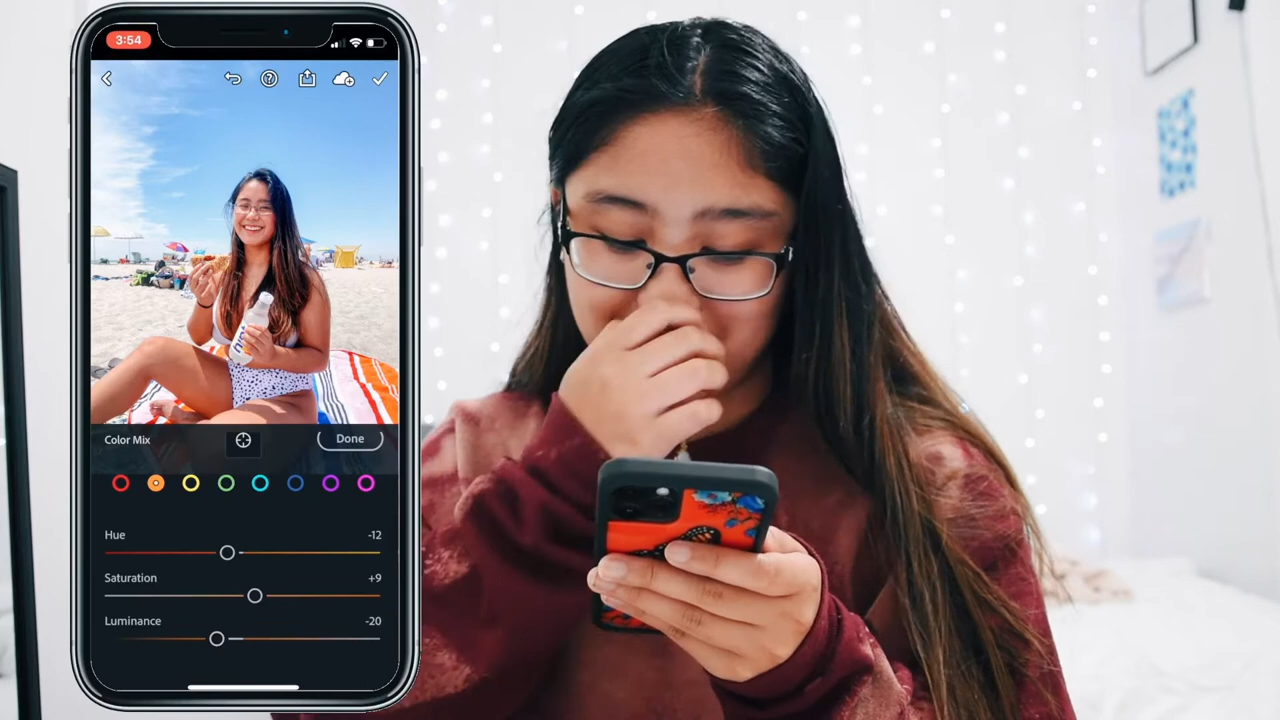 3:54
Color Mix
Done
Hue
-12
Saturation
+9
Luminance
-20